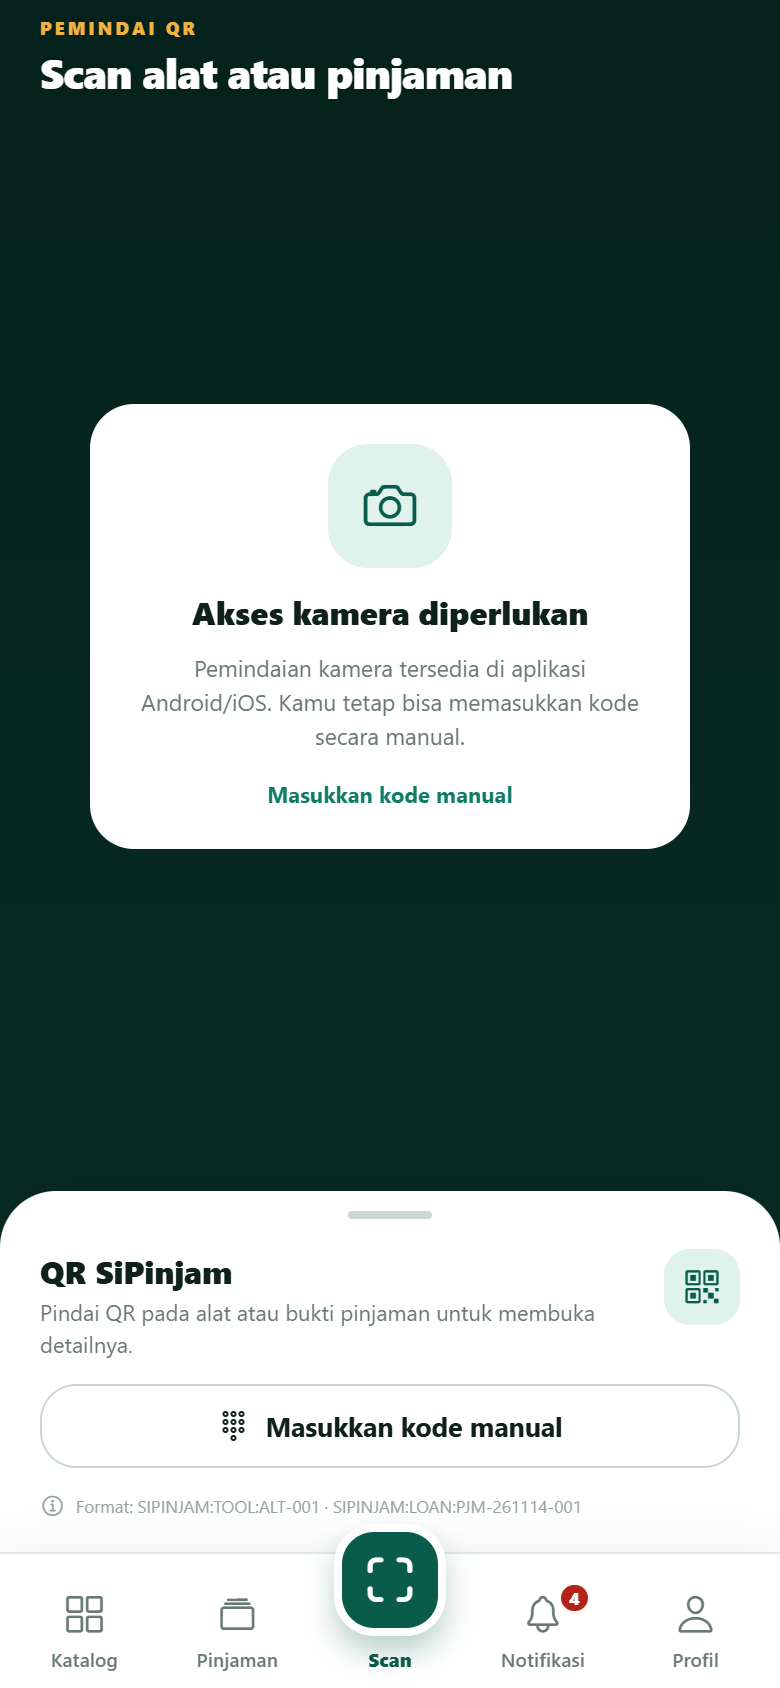 PEMINDAI QR
Scan alat atau pinjaman
Akses kamera diperlukan
Pemindaian kamera tersedia di aplikasi
Android/iOS. Kamu tetap bisa memasukkan kode
secara manual.
Masukkan kode manual
QR SiPinjam
Pindai QR pada alat atau bukti pinjaman untuk membuka
detailnya.
Masukkan kode manual
Format: SIPINJAM:TOOL:ALT-001 · SIPINJAM:LOAN:PJM-261114-001
4
Katalog
Pinjaman
Scan
Notifikasi
Profil